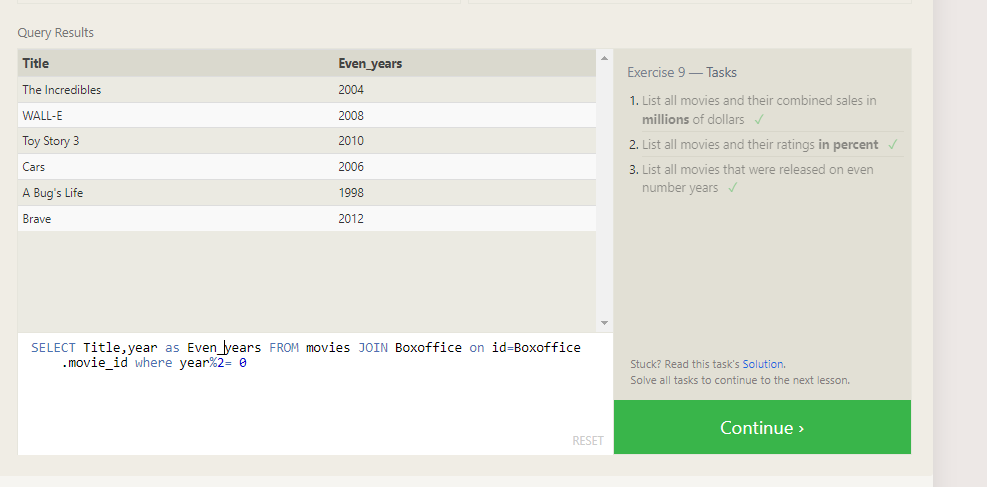 Query Results
Title Even_years
The Incredibles 2004
WALL-E 2008
Toy Story 3 2010
Cars 2006
A Bug's Life 1998
Brave 2012
SELECT Title,year as Even_years FROM movies JOIN Boxoffice on id=Boxoffice
.movie_id where year%2= 0
RESET
Exercise 9 — Tasks
1. List all movies and their combined sales in
millions of dollars ✓
2. List all movies and their ratings in percent ✓
3. List all movies that were released on even
number years ✓
Stuck? Read this task's Solution.
Solve all tasks to continue to the next lesson.
Continue ›